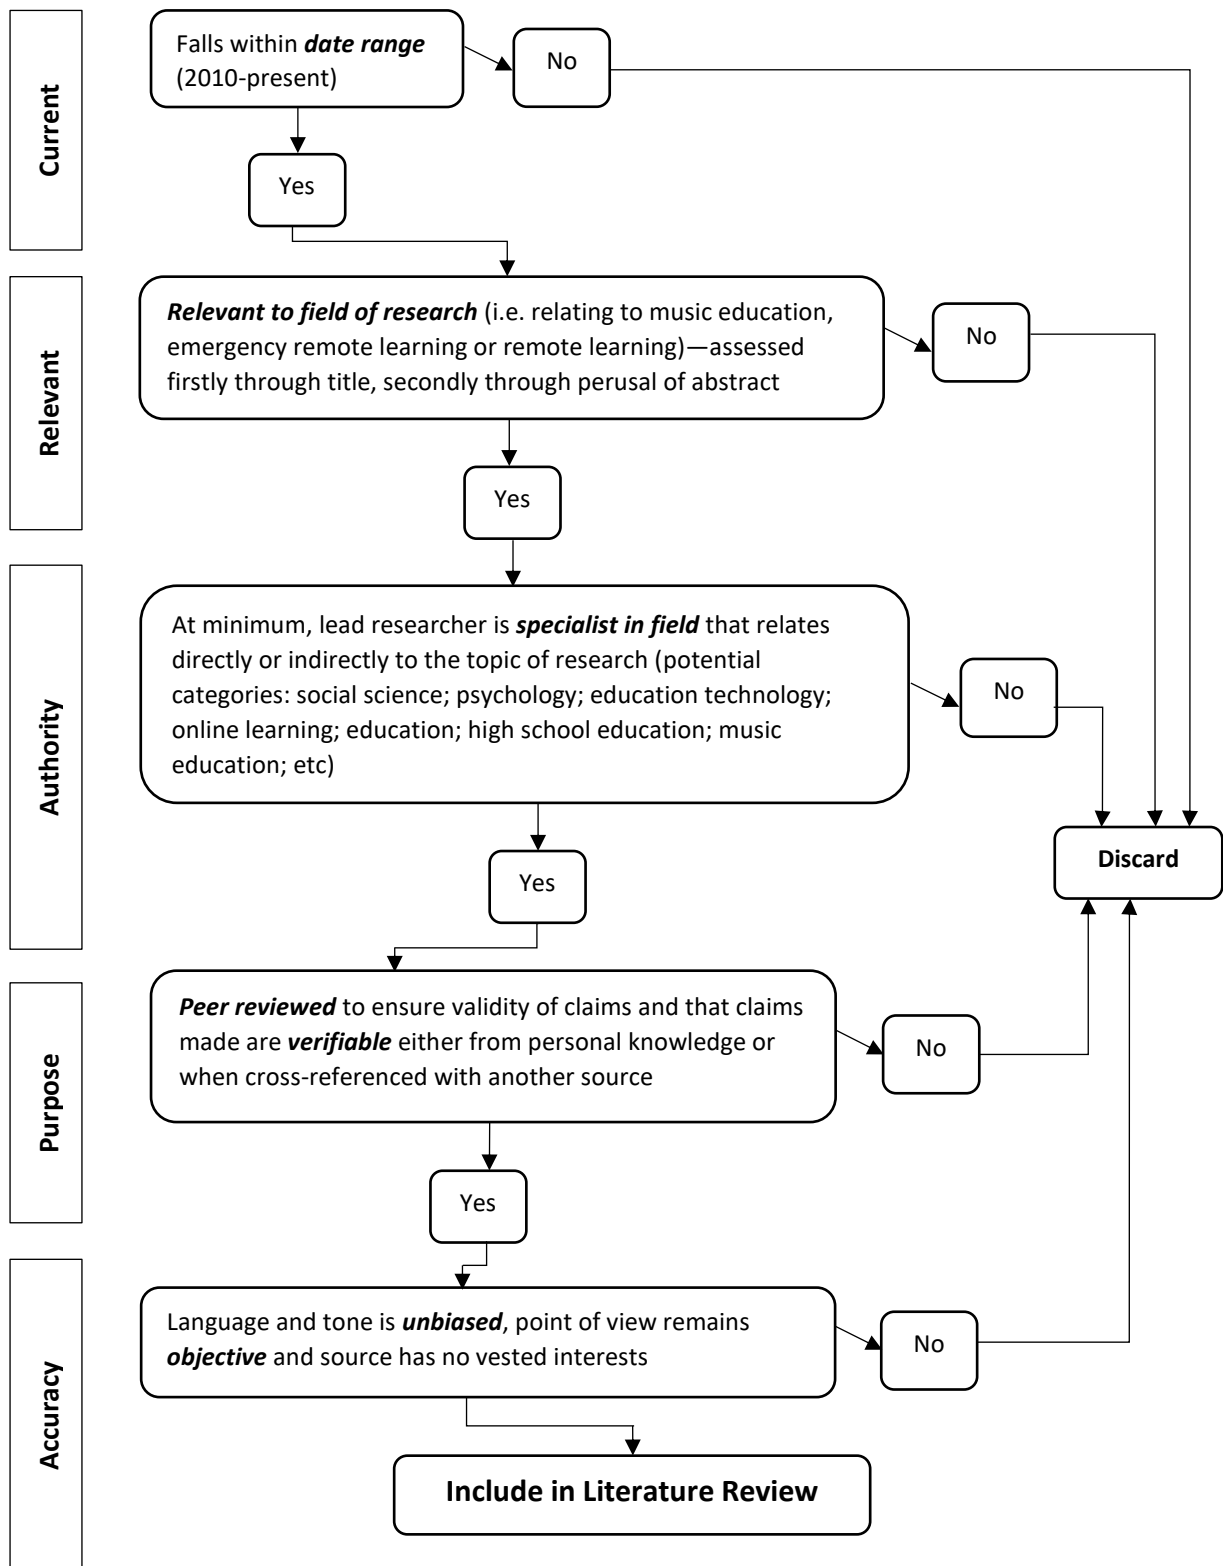 Current
Falls within date range
(2010-present)
No
Yes
Relevant
Relevant to field of research (i.e. relating to music education,
emergency remote learning or remote learning)—assessed
firstly through title, secondly through perusal of abstract
No
Yes
Authority
At minimum, lead researcher is specialist in field that relates
directly or indirectly to the topic of research (potential
categories: social science; psychology; education technology;
online learning; education; high school education; music
education; etc)
No
Discard
Yes
Purpose
Peer reviewed to ensure validity of claims and that claims
made are verifiable either from personal knowledge or
when cross-referenced with another source
No
Yes
Accuracy
Language and tone is unbiased, point of view remains
objective and source has no vested interests
No
Include in Literature Review